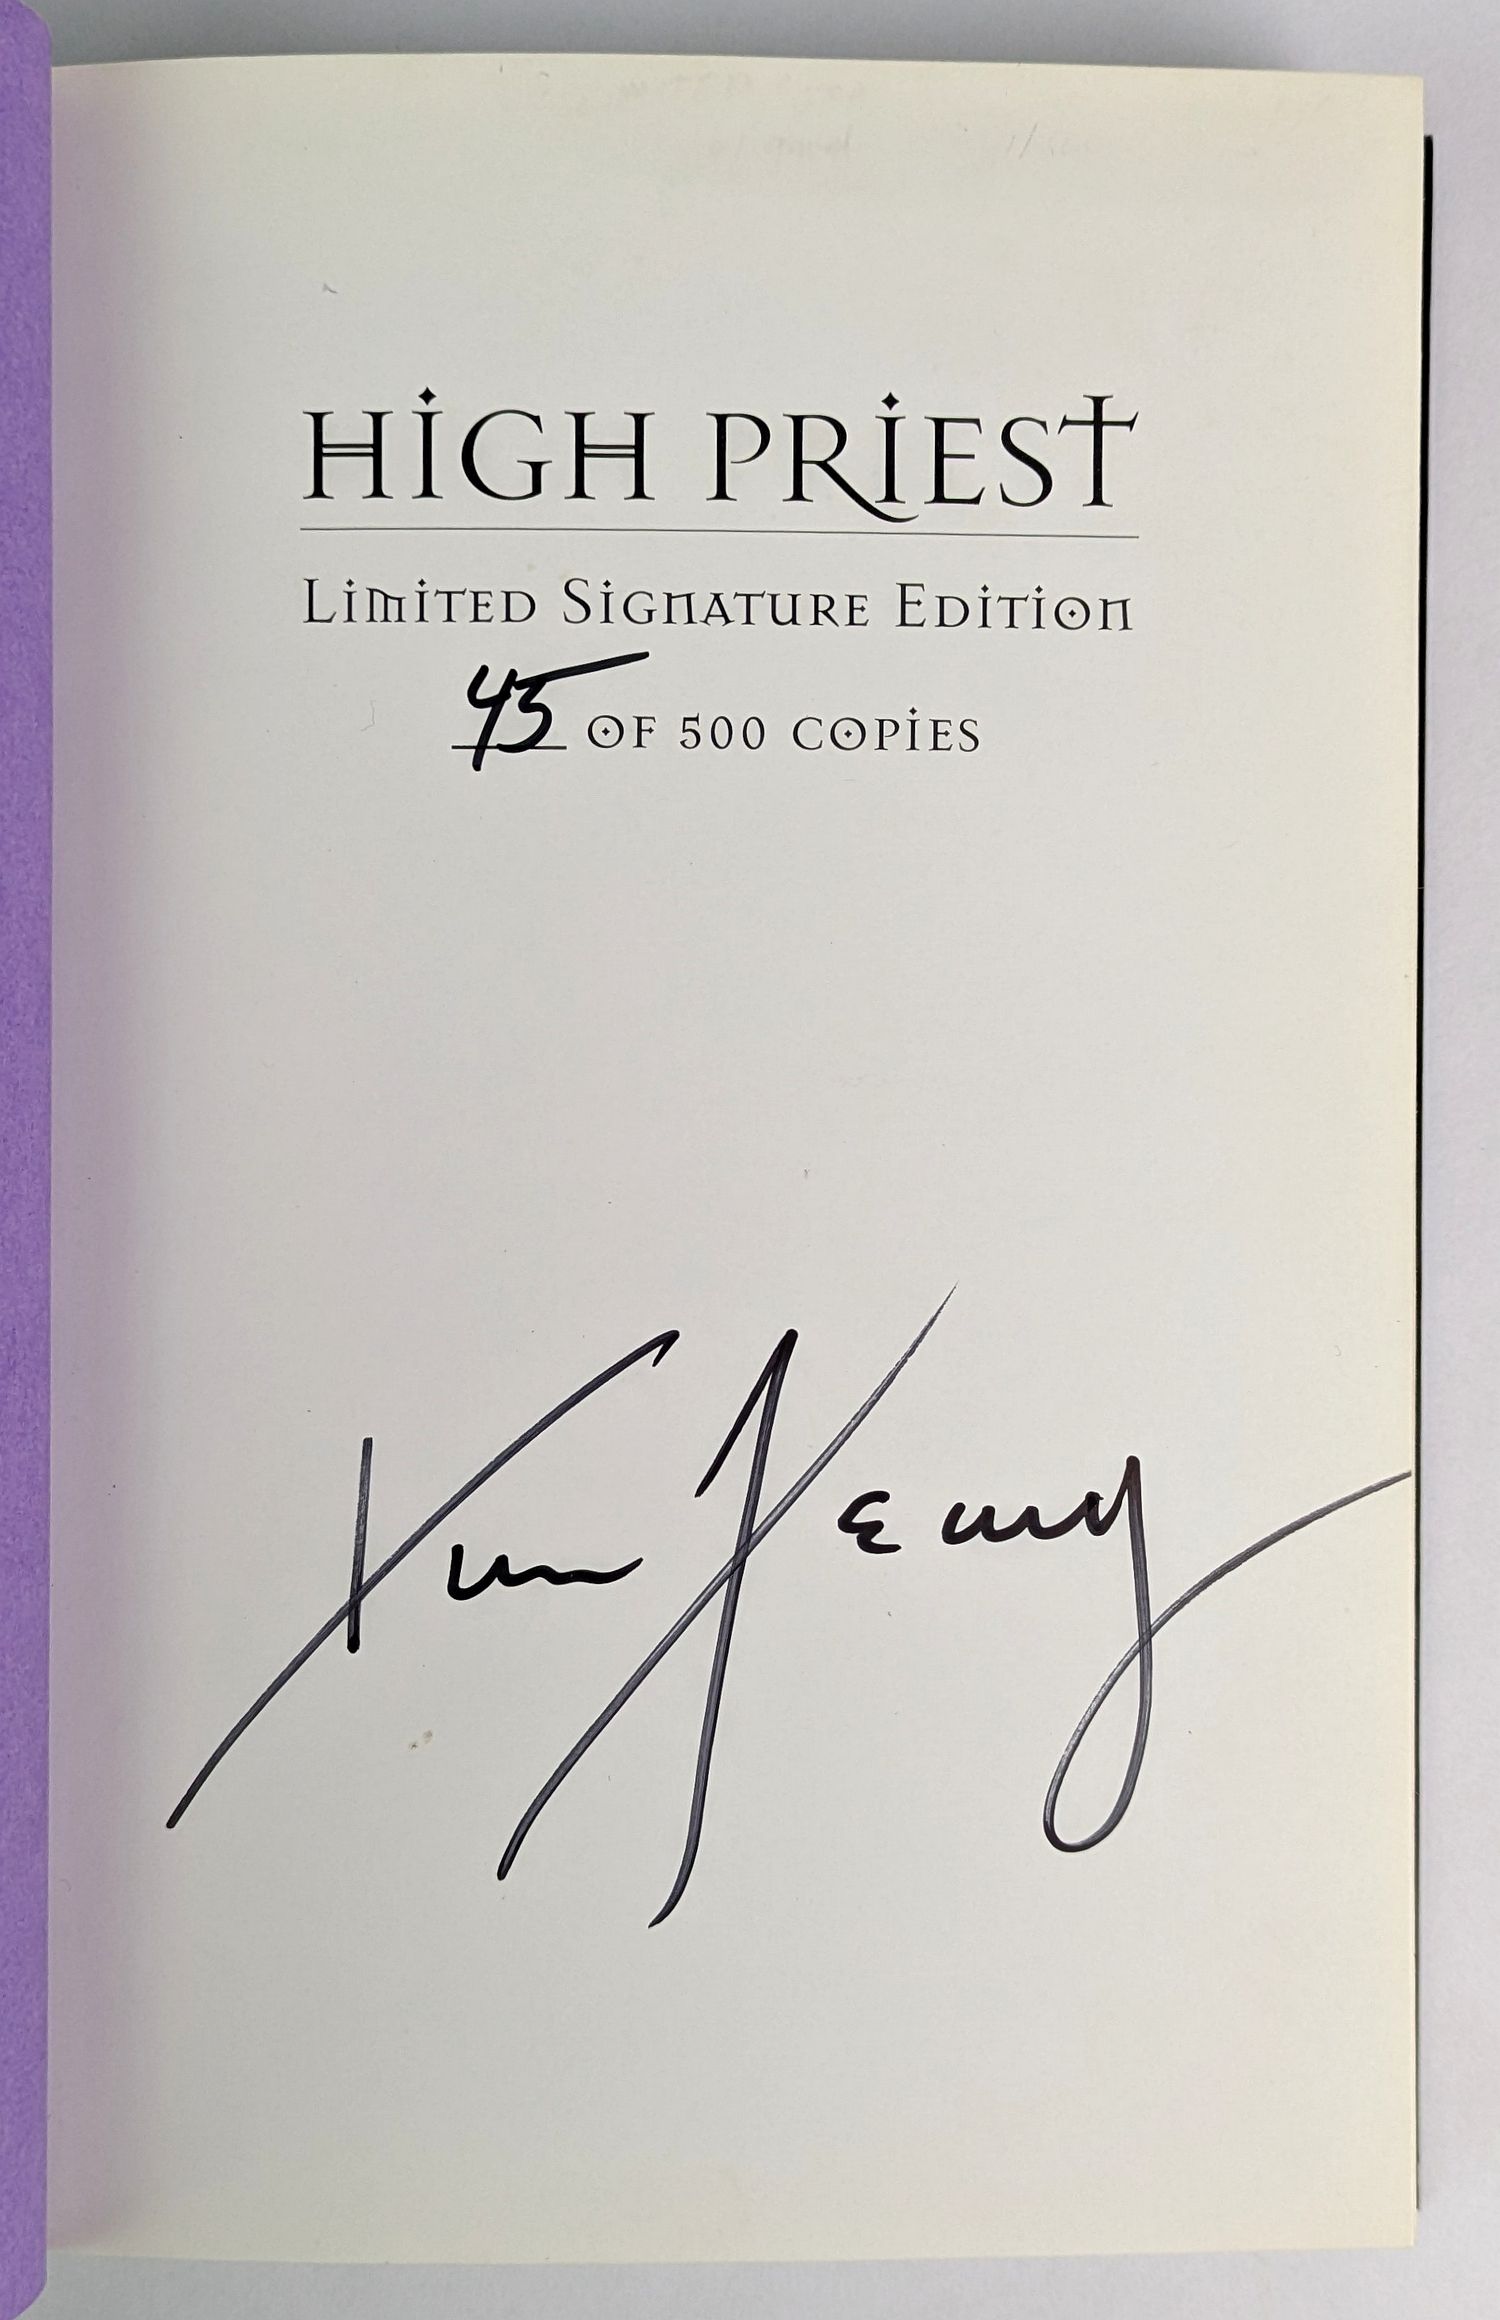 HIGH PRIEST
LIMITED SIGNATURE EDITION
45 OF 500 COPIES